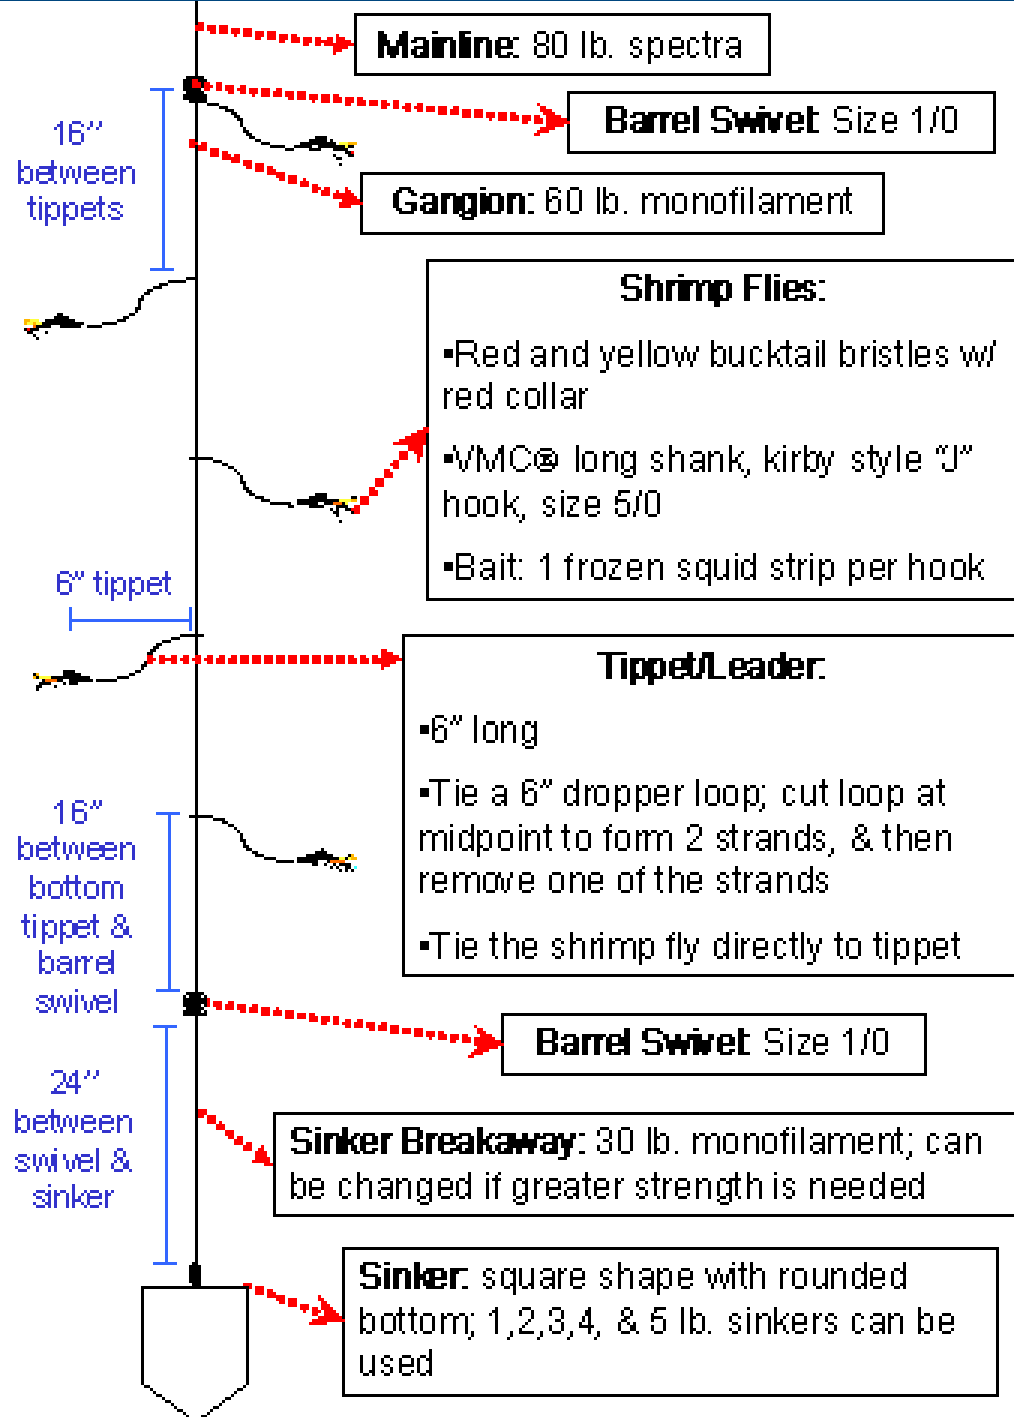 Mainline: 80 lb. spectra
Barrel Swivel: Size 1/0
16”
between
tippets
Gangion: 60 lb. monofilament
Shrimp Flies:
▪Red and yellow bucktail bristles w/
red collar
▪VMC® long shank, kirby style “J”
hook, size 5/0
▪Bait: 1 frozen squid strip per hook
6” tippet
Tippet/Leader:
▪6” long
▪Tie a 6” dropper loop; cut loop at
midpoint to form 2 strands, & then
remove one of the strands
▪Tie the shrimp fly directly to tippet
16”
between
bottom
tippet &
barrel
swivel
Barrel Swivel: Size 1/0
24”
between
swivel &
sinker
Sinker Breakaway: 30 lb. monofilament; can
be changed if greater strength is needed
Sinker: square shape with rounded
bottom; 1,2,3,4, & 5 lb. sinkers can be
used